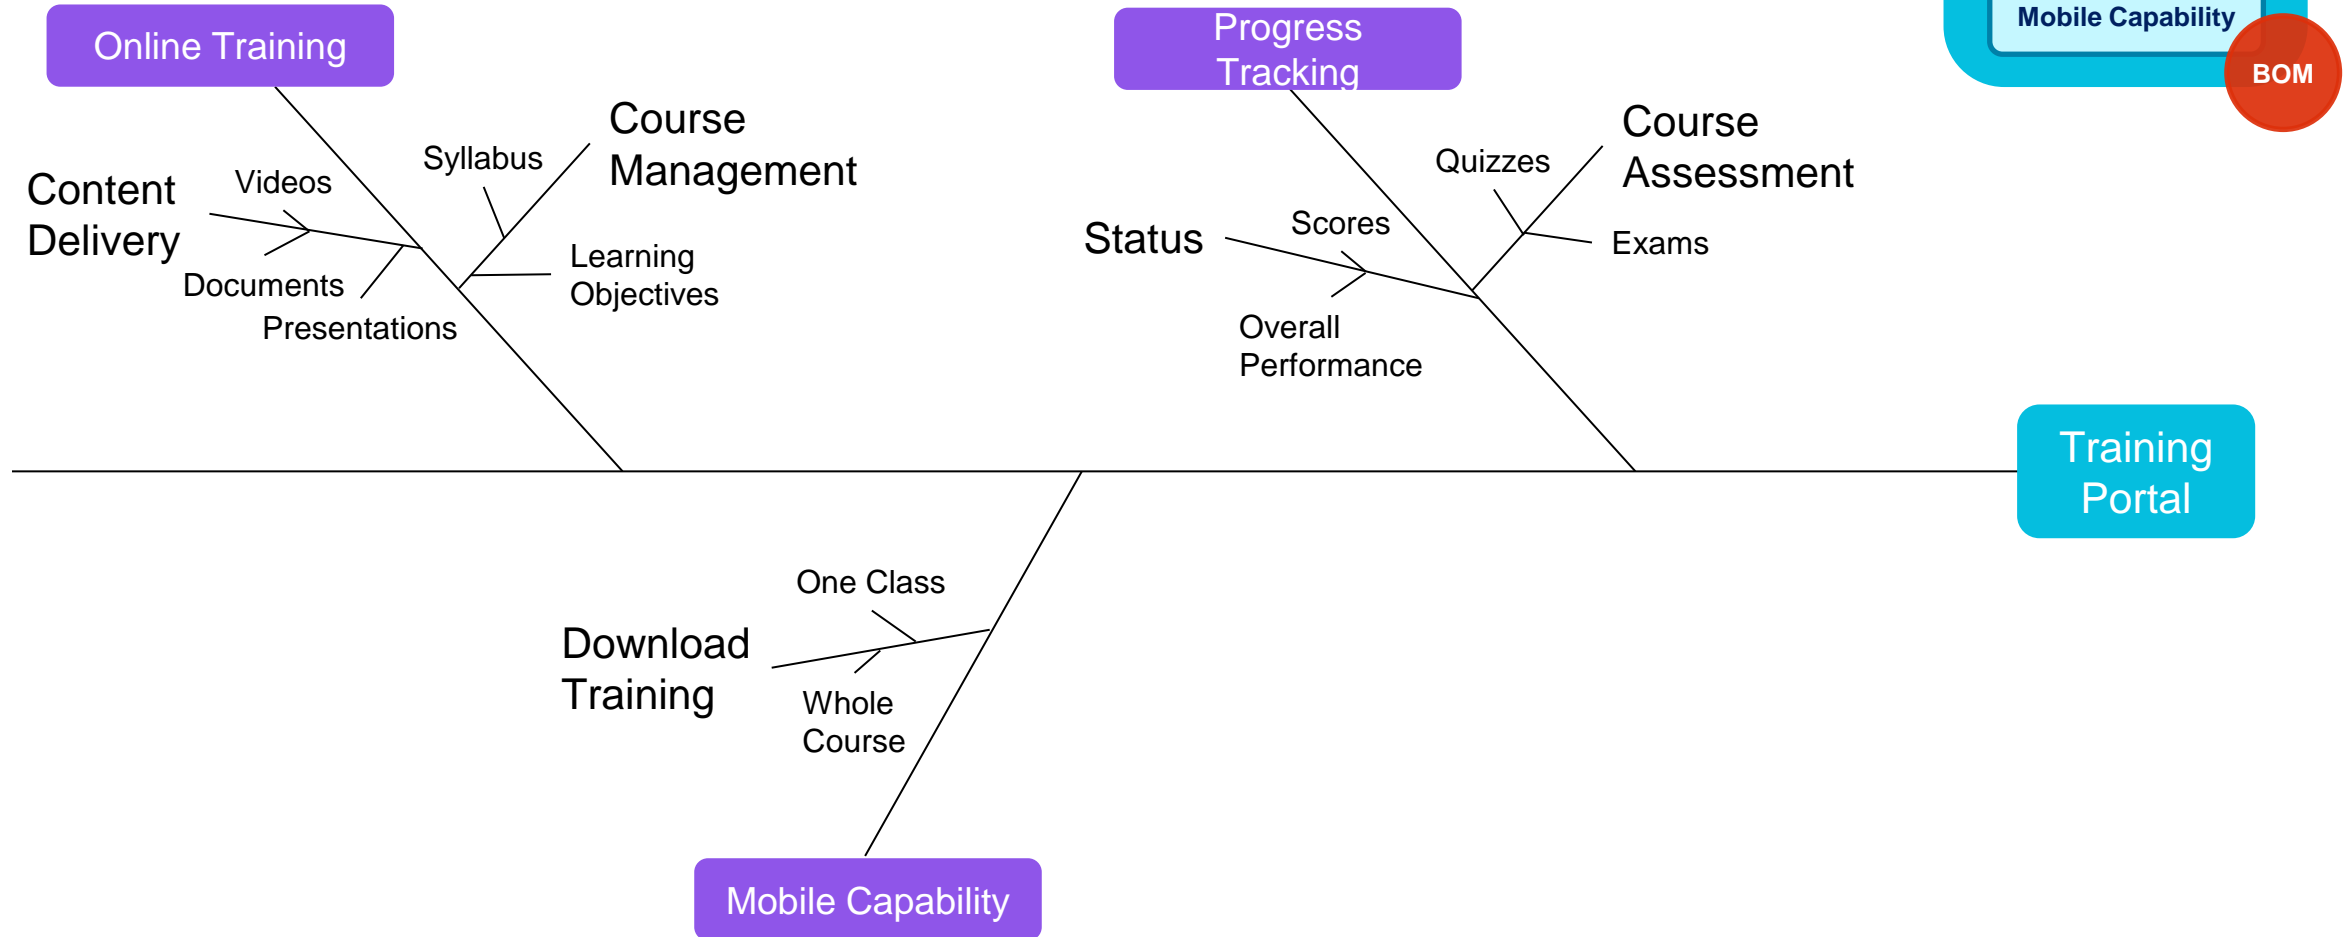 Online Training
Progress
Tracking
Mobile Capability
BOM
Course
Management
Syllabus
Videos
Content
Delivery
Learning
Objectives
Documents
Presentations
Course
Assessment
Quizzes
Scores
Status
Exams
Overall
Performance
Training
Portal
One Class
Download
Training
Whole
Course
Mobile Capability